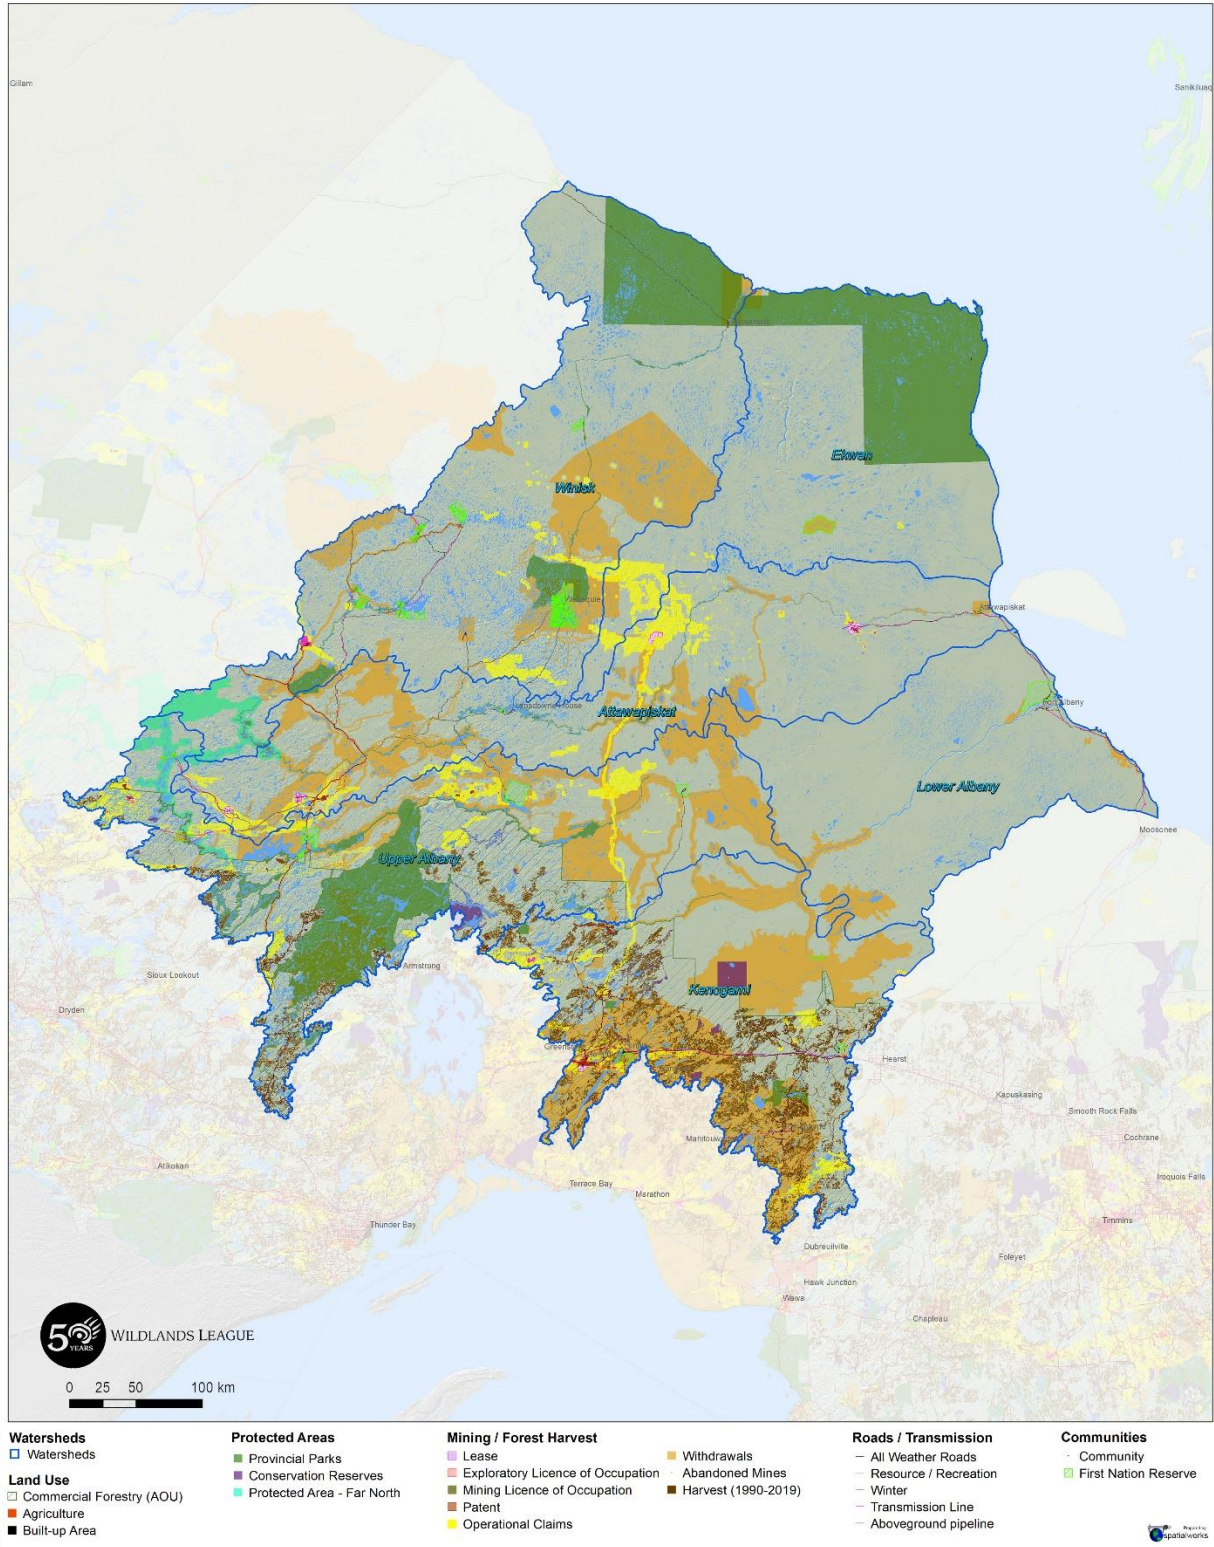 Gillam
Sanikiluaq
Ekwan
Winisk
Attawapiskat
Lansdowne House
Attawapiskat
Fort Albany
Lower Albany
Moosonee
Upper Albany
Armstrong
Sioux Lookout
Dryden
Kenogami
Hearst
Kapuskasing
Smooth Rock Falls
Cochrane
Iroquois Falls
Atikokan
Terrace Bay
Marathon
Thunder Bay
Timmins
Dubreuilville
Foleyet
Hawk Junction
Wawa
Chapleau
50 YEARS
WILDLANDS LEAGUE
0 25 50 100 km
Watersheds
Watersheds
Land Use
Commercial Forestry (AOU)
Agriculture
Built-up Area
Protected Areas
Provincial Parks
Conservation Reserves
Protected Area - Far North
Mining / Forest Harvest
Lease
Exploratory Licence of Occupation
Mining Licence of Occupation
Patent
Operational Claims
Withdrawals
Abandoned Mines
Harvest (1990-2019)
Roads / Transmission
All Weather Roads
Resource / Recreation
Winter
Transmission Line
Aboveground pipeline
Communities
Community
First Nation Reserve
spatialworks